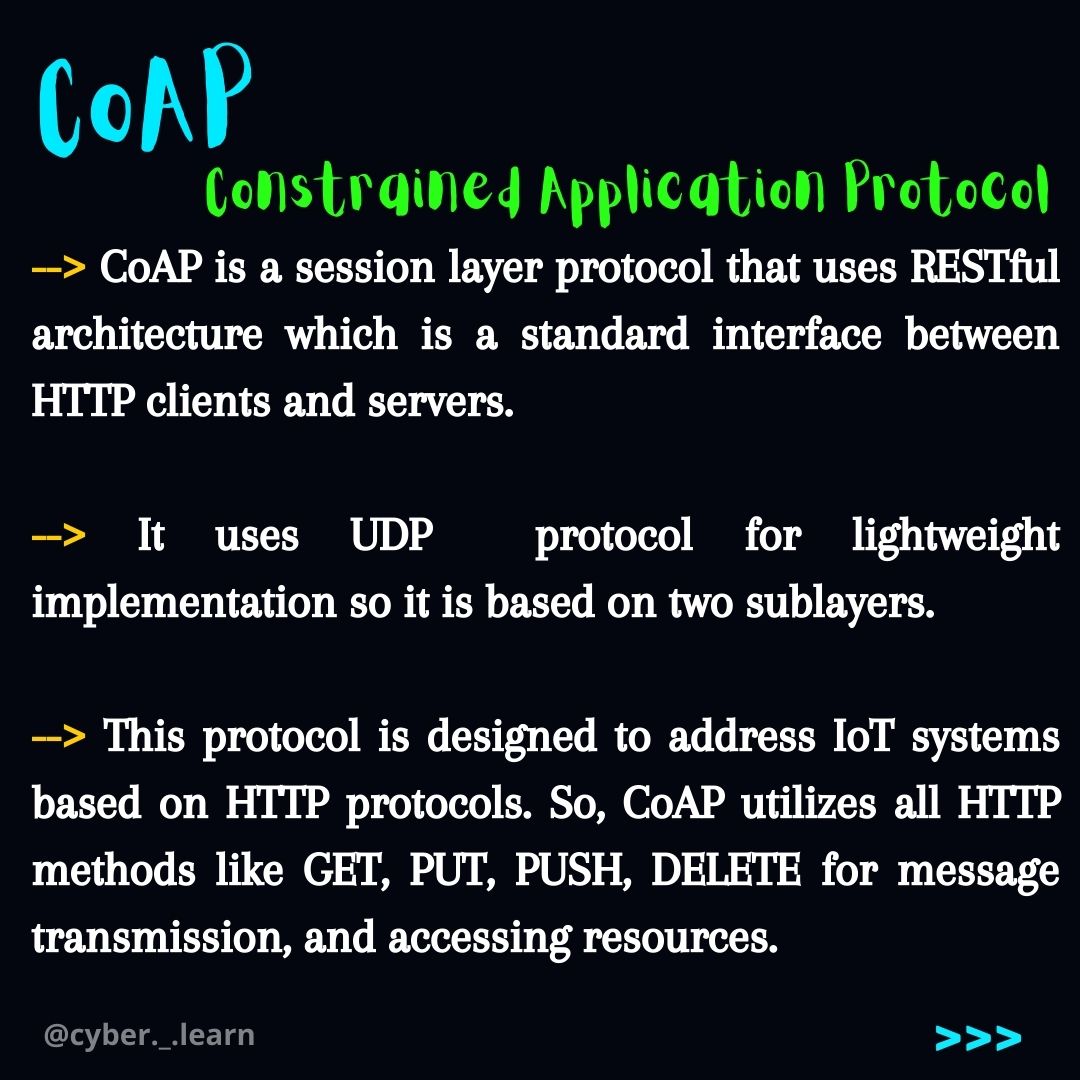 CoAP
Constrained Application Protocol
--> CoAP is a session layer protocol that uses RESTful
architecture which is a standard interface between
HTTP clients and servers.
--> It uses UDP protocol for lightweight
implementation so it is based on two sublayers.
--> This protocol is designed to address IoT systems
based on HTTP protocols. So, CoAP utilizes all HTTP
methods like GET, PUT, PUSH, DELETE for message
transmission, and accessing resources.
@cyber._.learn
>>>